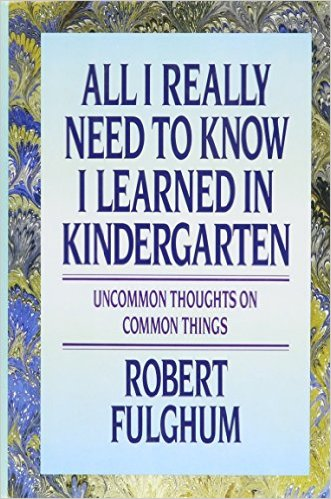 ALL I REALLY
NEED TO KNOW
I LEARNED IN
KINDERGARTEN
UNCOMMON THOUGHTS ON
COMMON THINGS
ROBERT
FULGHUM